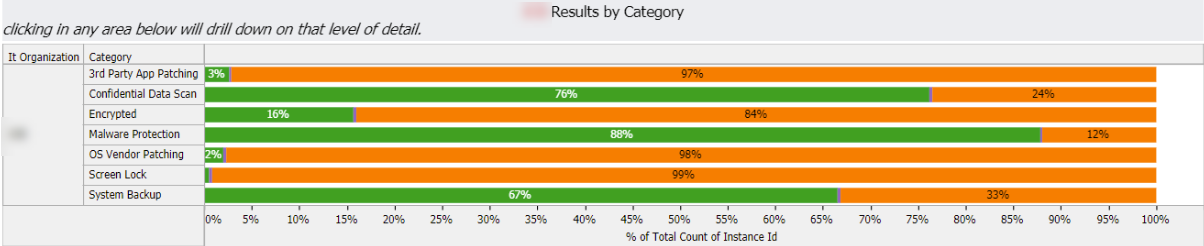 Results by Category
clicking in any area below will drill down on that level of detail.
It Organization Category
3rd Party App Patching 3% 97%
Confidential Data Scan 76% 24%
Encrypted 16% 84%
Malware Protection 88% 12%
OS Vendor Patching 2% 98%
Screen Lock 99%
System Backup 67% 33%
0% 5% 10% 15% 20% 25% 30% 35% 40% 45% 50% 55% 60% 65% 70% 75% 80% 85% 90% 95% 100%
% of Total Count of Instance Id